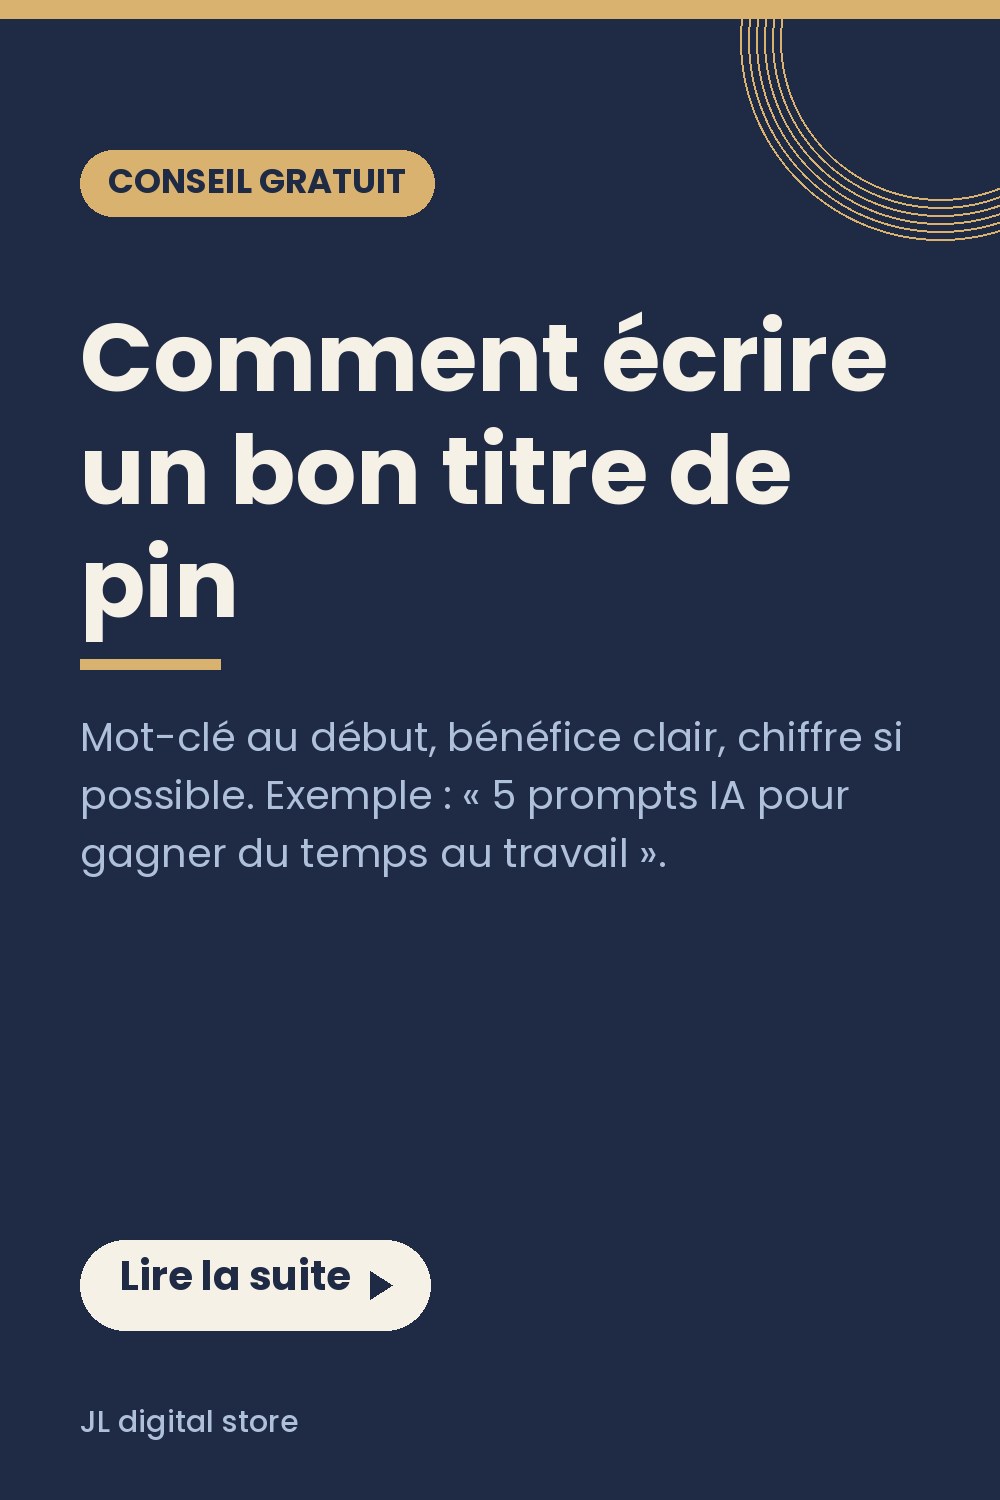 CONSEIL GRATUIT
Comment écrire
un bon titre de
pin
Mot-clé au début, bénéfice clair, chiffre si
possible. Exemple : « 5 prompts IA pour
gagner du temps au travail ».
Lire la suite
JL digital store